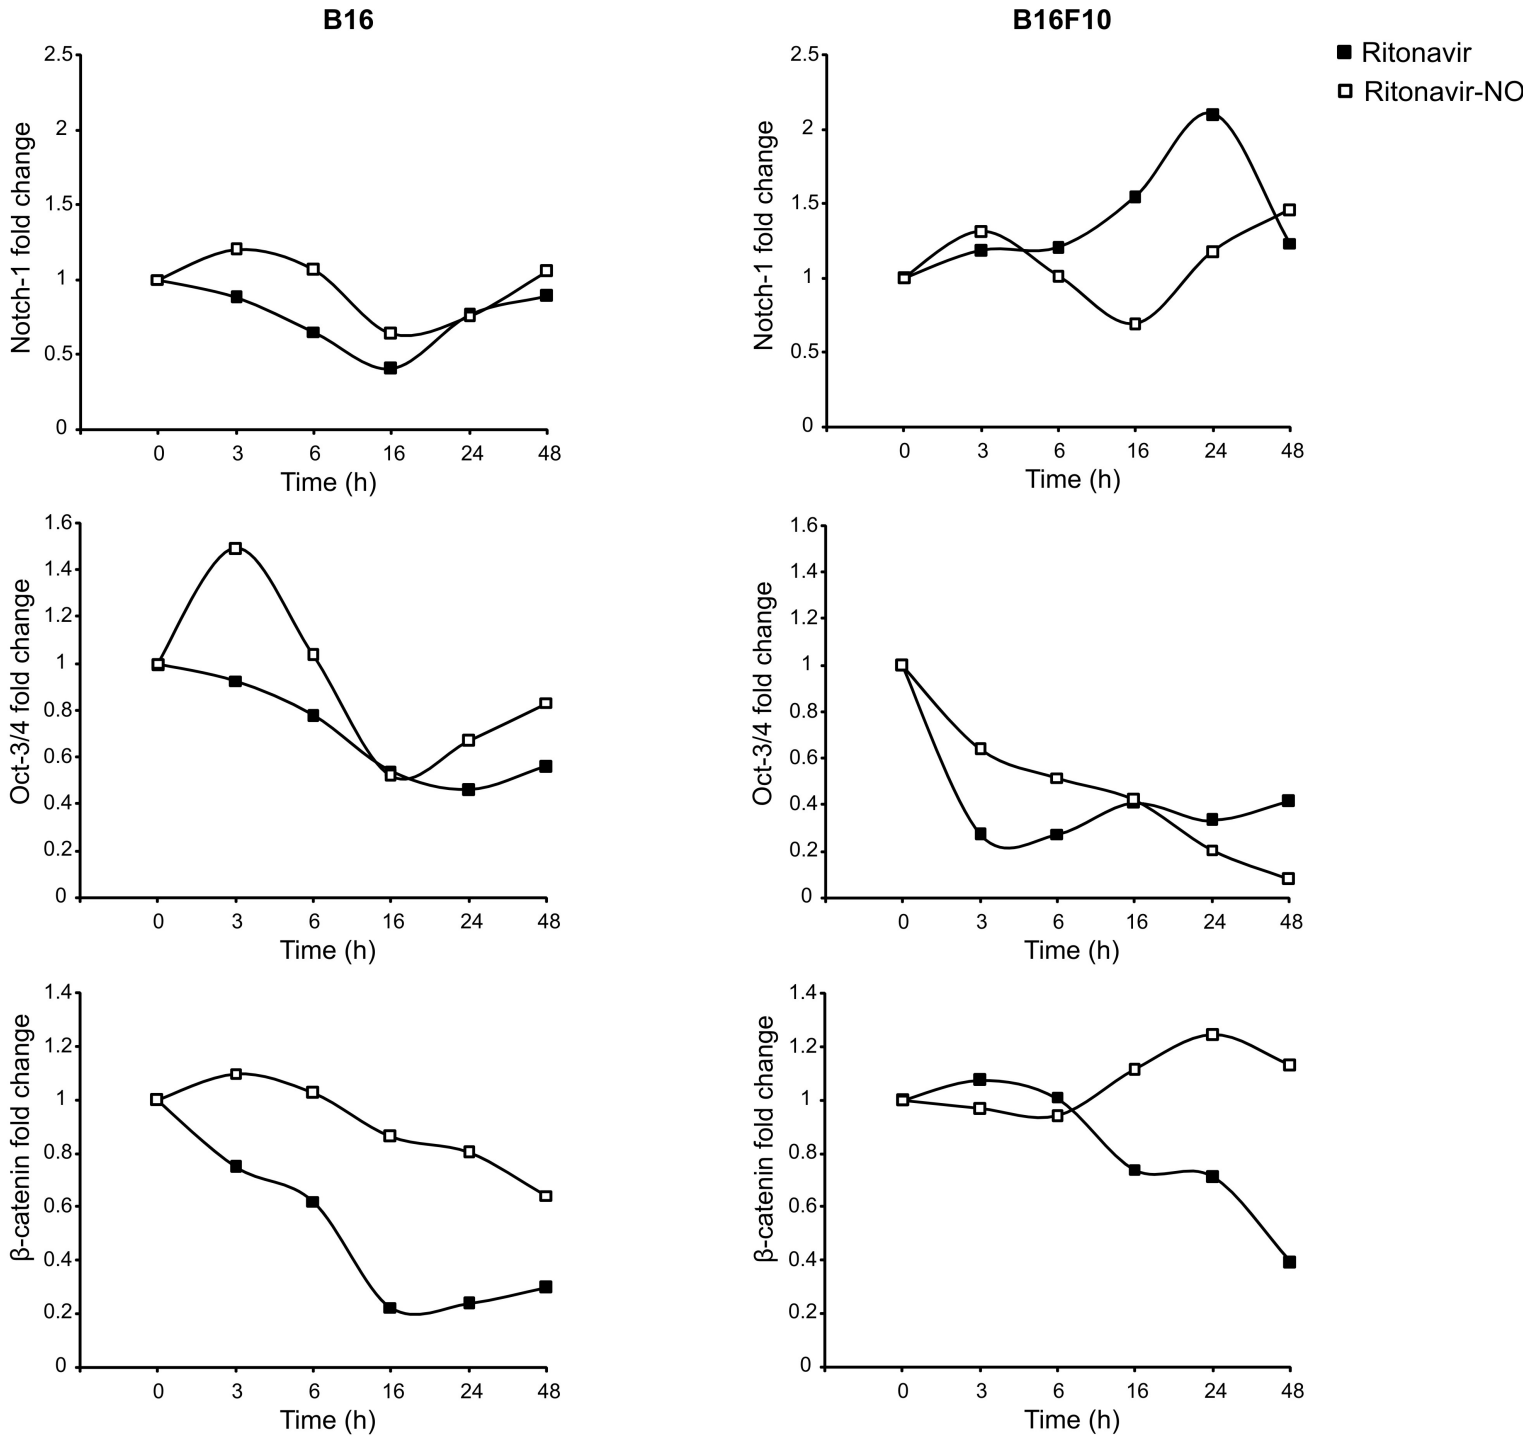 B16
B16F10
Ritonavir
Ritonavir-NO
Notch-1 fold change
2.5
2
1.5
1
0.5
0
0 3 6 16 24 48
Time (h)
Notch-1 fold change
2.5
2
1.5
1
0.5
0
0 3 6 16 24 48
Time (h)
Oct-3/4 fold change
1.6
1.4
1.2
1
0.8
0.6
0.4
0.2
0
0 3 6 16 24 48
Time (h)
Oct-3/4 fold change
1.6
1.4
1.2
1
0.8
0.6
0.4
0.2
0
0 3 6 16 24 48
Time (h)
β-catenin fold change
1.4
1.2
1
0.8
0.6
0.4
0.2
0
0 3 6 16 24 48
Time (h)
β-catenin fold change
1.4
1.2
1
0.8
0.6
0.4
0.2
0
0 3 6 16 24 48
Time (h)